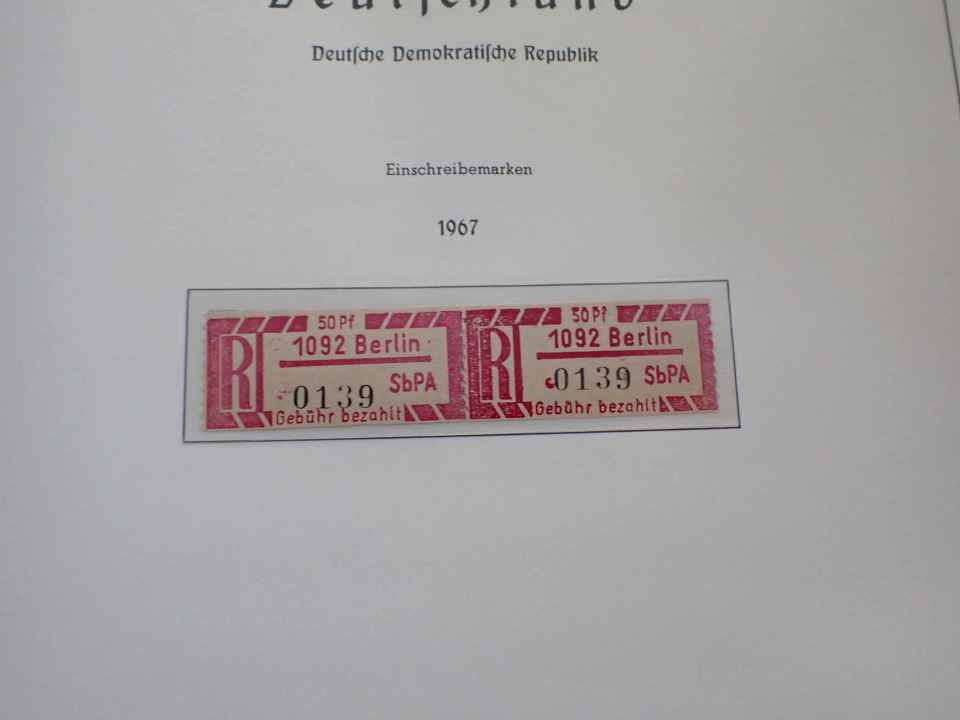 Deutschland
Deutsche Demokratische Republik
Einschreibemarken
1967
50 Pf
R
1092 Berlin
0139 SbPA
Gebühr bezahlt
50 Pf
R
1092 Berlin
0139 SbPA
Gebühr bezahlt